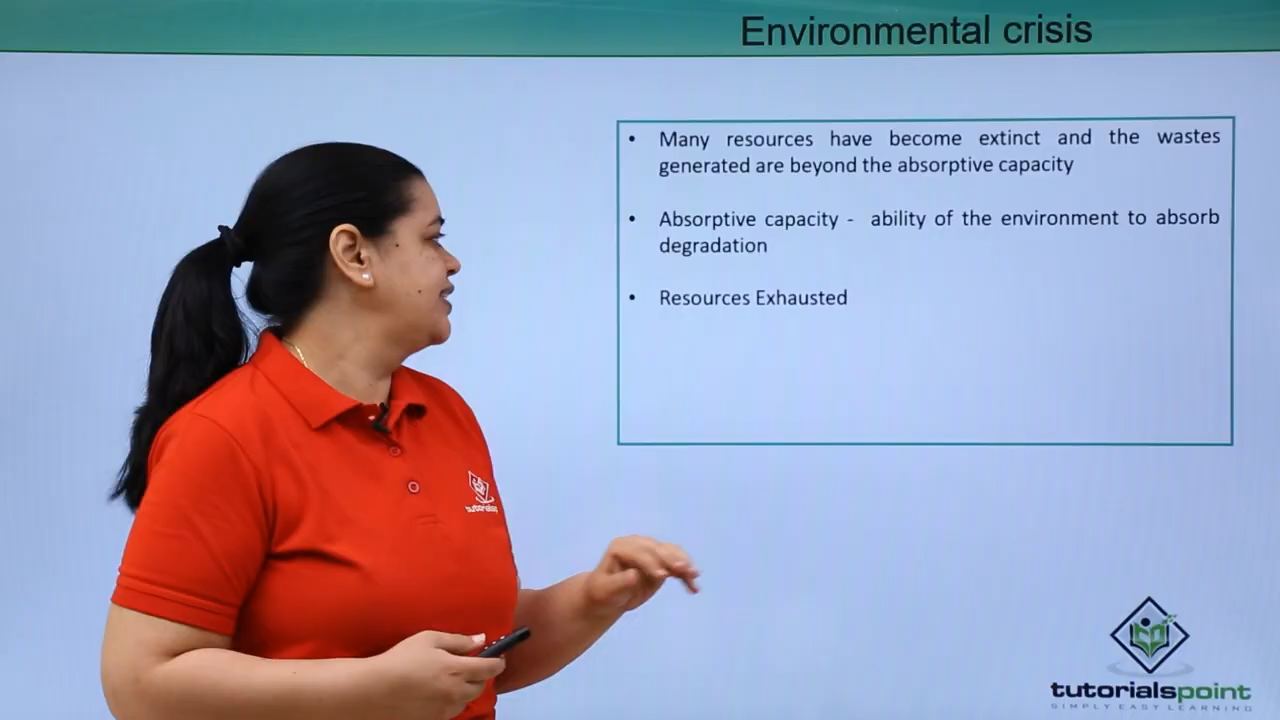 Environmental crisis
• Many resources have become extinct and the wastes
generated are beyond the absorptive capacity
• Absorptive capacity - ability of the environment to absorb
degradation
• Resources Exhausted
tutorialspoint
SIMPLY EASY LEARNING